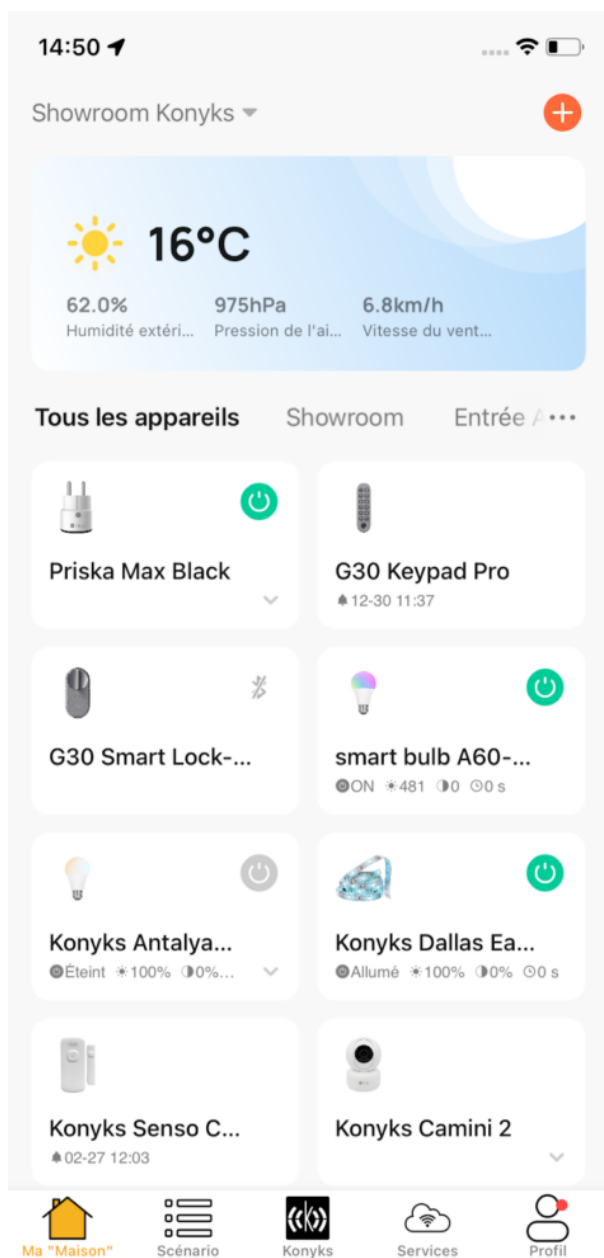 14:50
Showroom Konyks
16°C
62.0% 975hPa 6.8km/h
Humidité extéri... Pression de l'ai... Vitesse du vent...
Tous les appareils Showroom Entrée A...
Priska Max Black
G30 Keypad Pro
12-30 11:37
G30 Smart Lock-...
smart bulb A60-...
ON 481 0 0 s
Konyks Antalya...
Éteint 100% 0%...
Konyks Dallas Ea...
Allumé 100% 0% 0 s
Konyks Senso C...
02-27 12:03
Konyks Camini 2
Ma "Maison" Scénario Konyks Services Profil